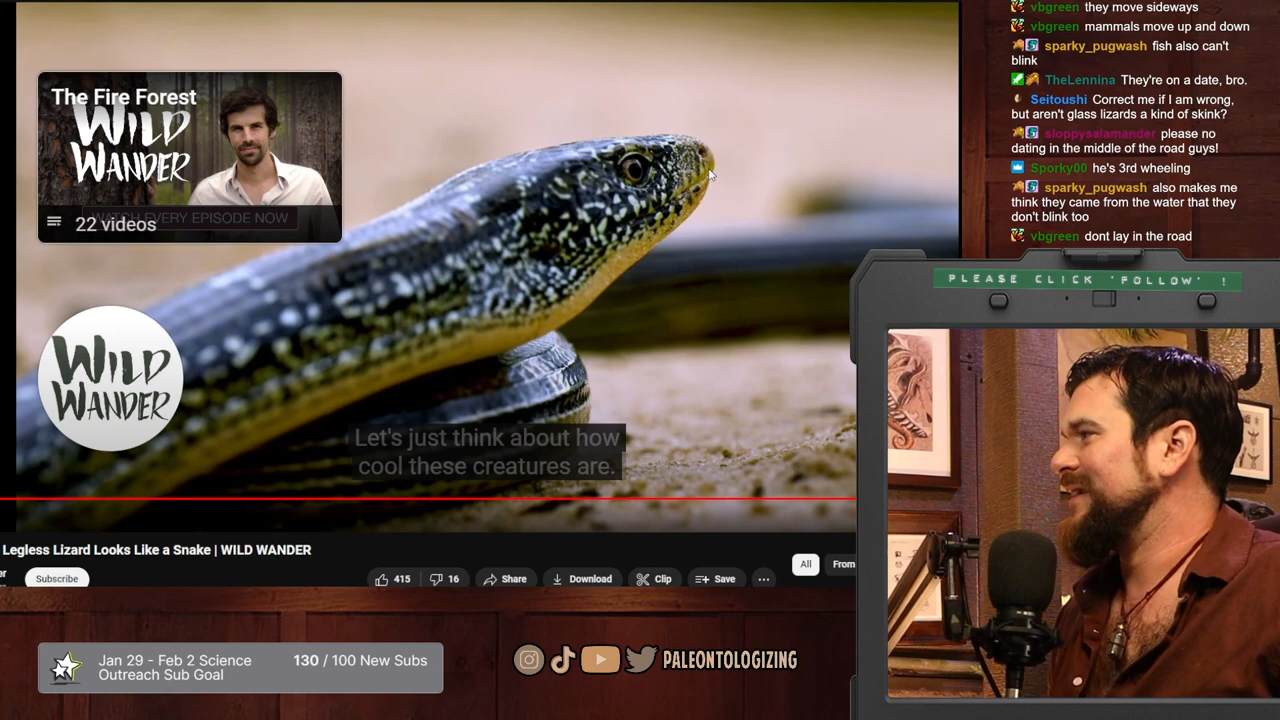 The Fire Forest
WILD
WANDER
WATCH EVERY EPISODE NOW
22 videos
WILD
WANDER
Let's just think about how
cool these creatures are.
Legless Lizard Looks Like a Snake | WILD WANDER
Subscribe
415
16
Share
Download
Clip
Save
All
From
Jan 29 - Feb 2 Science
Outreach Sub Goal
130 / 100 New Subs
PALEONTOLOGIZING
vbgreen they move sideways
vbgreen mammals move up and down
sparky_pugwash fish also can't
blink
TheLennina They're on a date, bro.
Seitoushi Correct me if I am wrong,
but aren't glass lizards a kind of skink?
sloppysalamander please no
dating in the middle of the road guys!
Sporky00 he's 3rd wheeling
sparky_pugwash also makes me
think they came from the water that they
don't blink too
vbgreen dont lay in the road
PLEASE CLICK "FOLLOW" !